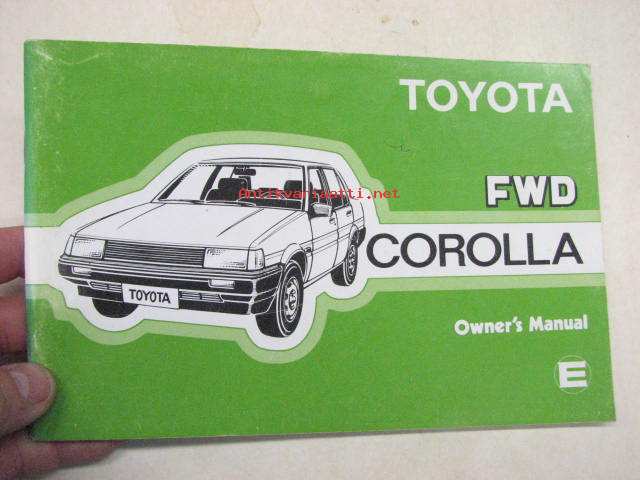 TOYOTA
Antikvariaatti.net
FWD
COROLLA
TOYOTA
Owner's Manual
E